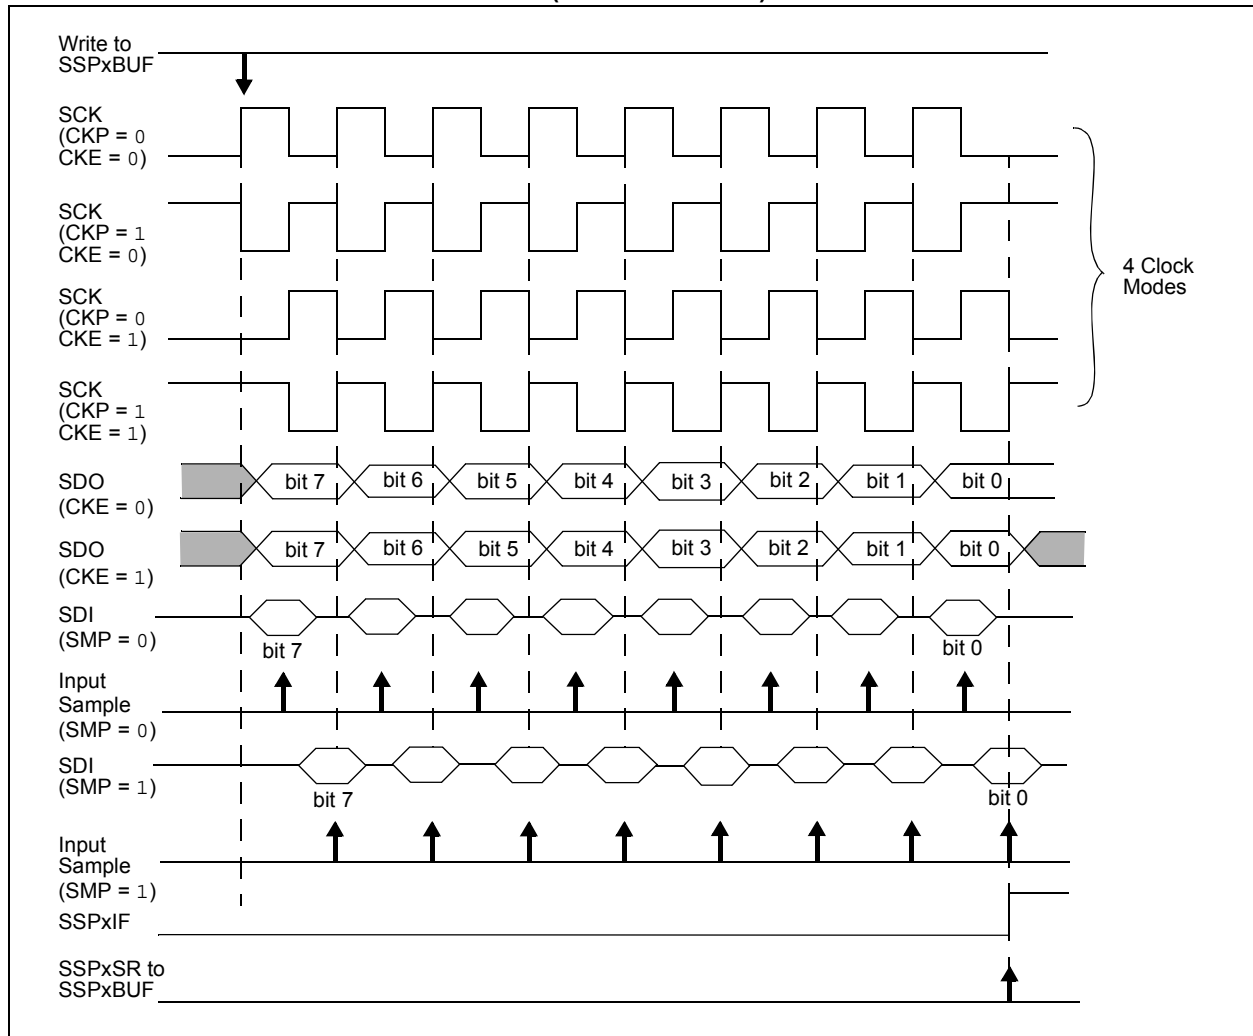 Write to
SSPxBUF
SCK
(CKP = 0
CKE = 0)
SCK
(CKP = 1
CKE = 0)
SCK
(CKP = 0
CKE = 1)
SCK
(CKP = 1
CKE = 1)
4 Clock
Modes
SDO
(CKE = 0)
bit 7 bit 6 bit 5 bit 4 bit 3 bit 2 bit 1 bit 0
SDO
(CKE = 1)
bit 7 bit 6 bit 5 bit 4 bit 3 bit 2 bit 1 bit 0
SDI
(SMP = 0)
bit 7 bit 0
Input
Sample
(SMP = 0)
SDI
(SMP = 1)
bit 7 bit 0
Input
Sample
(SMP = 1)
SSPxIF
SSPxSR to
SSPxBUF